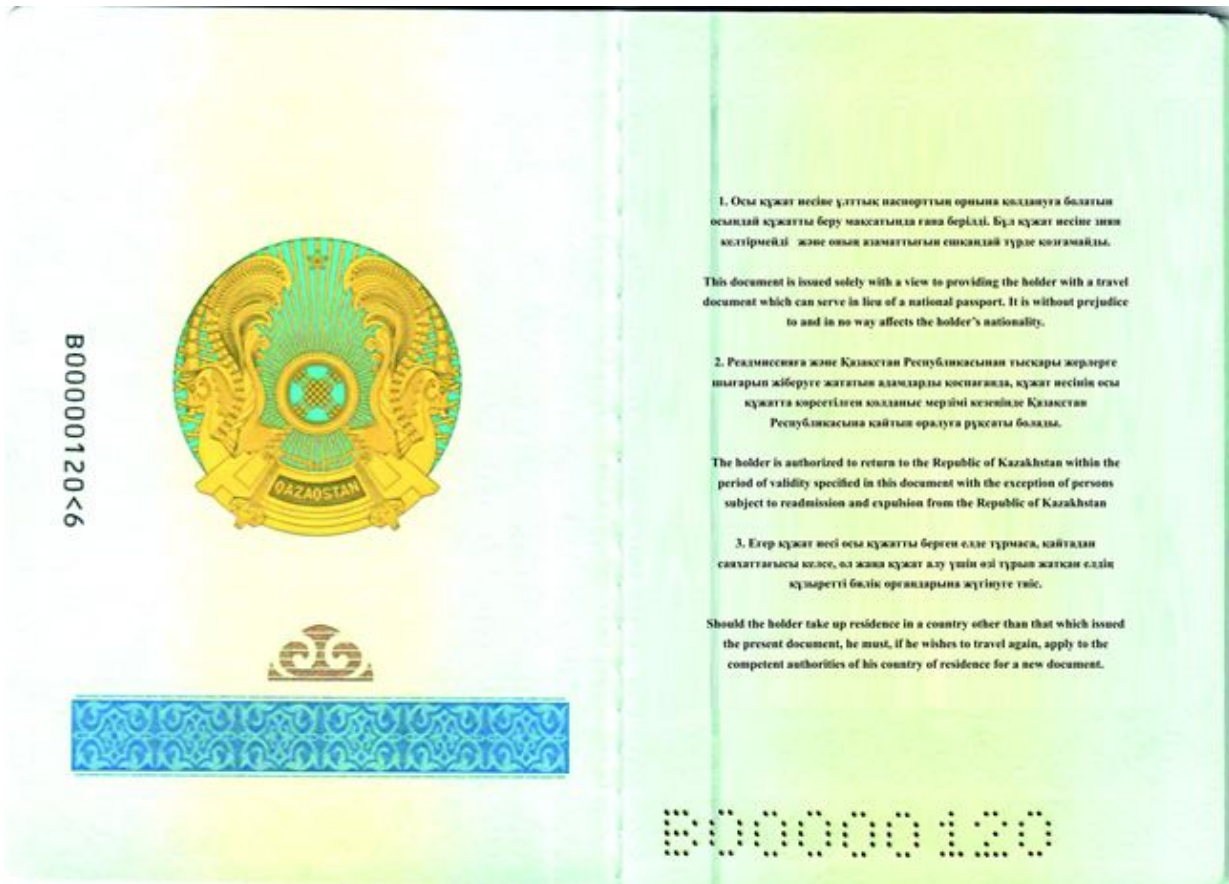 B00000120<6
QAZAQSTAN
1. Осы құжат иесіне ұлттық паспорттың орнына қолдануға болатын
осындай құжатты беру мақсатында ғана берілді. Бұл құжат иесіне зиян
келтірмейді және оның азаматтығын ешқандай түрде қозғамайды.
This document is issued solely with a view to providing the holder with a travel
document which can serve in lieu of a national passport. It is without prejudice
to and in no way affects the holder's nationality.
2. Реадмиссияға және Қазақстан Республикасынан тысқары жерлерге
шығарып жіберуге жататын адамдарды қоспағанда, құжат иесінің осы
құжатта көрсетілген қолданыс мерзімі кезеңінде Қазақстан
Республикасына қайтып оралуға рұқсаты болады.
The holder is authorized to return to the Republic of Kazakhstan within the
period of validity specified in this document with the exception of persons
subject to readmission and expulsion from the Republic of Kazakhstan
3. Егер құжат иесі осы құжатты берген елде тұрмаса, қайтадан
саяхаттағысы келсе, ол жаңа құжат алу үшін өзі тұрып жатқан елдің
құзыретті билік органдарына жүгінуге тиіс.
Should the holder take up residence in a country other than that which issued
the present document, he must, if he wishes to travel again, apply to the
competent authorities of his country of residence for a new document.
B00000120